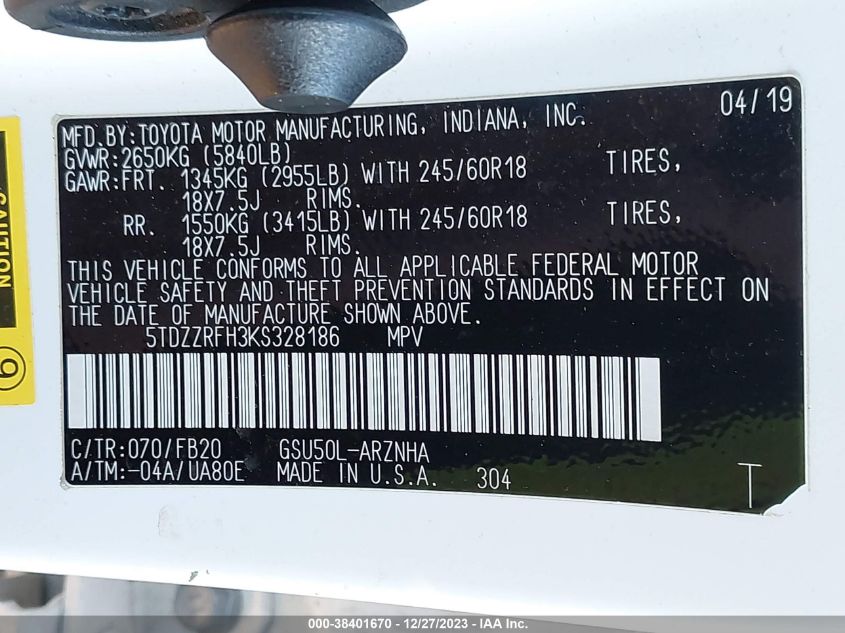 04/19
MFD.BY:TOYOTA MOTOR MANUFACTURING, INDIANA, INC.
GVWR:2650KG (5840LB)
GAWR:FRT. 1345KG (2955LB) WITH 245/60R18 TIRES,
18X7.5J RIMS.
RR. 1550KG (3415LB) WITH 245/60R18 TIRES,
18X7.5J RIMS.
THIS VEHICLE CONFORMS TO ALL APPLICABLE FEDERAL MOTOR
VEHICLE SAFETY AND THEFT PREVENTION STANDARDS IN EFFECT ON
THE DATE OF MANUFACTURE SHOWN ABOVE.
5TDZZRFH3KS328186 MPV
C/TR:070/FB20 GSU50L-ARZNHA
A/TM:-04A/UA80E MADE IN U.S.A. 304
T
CAUTION
9
000-38401670 - 12/27/2023 - IAA Inc.